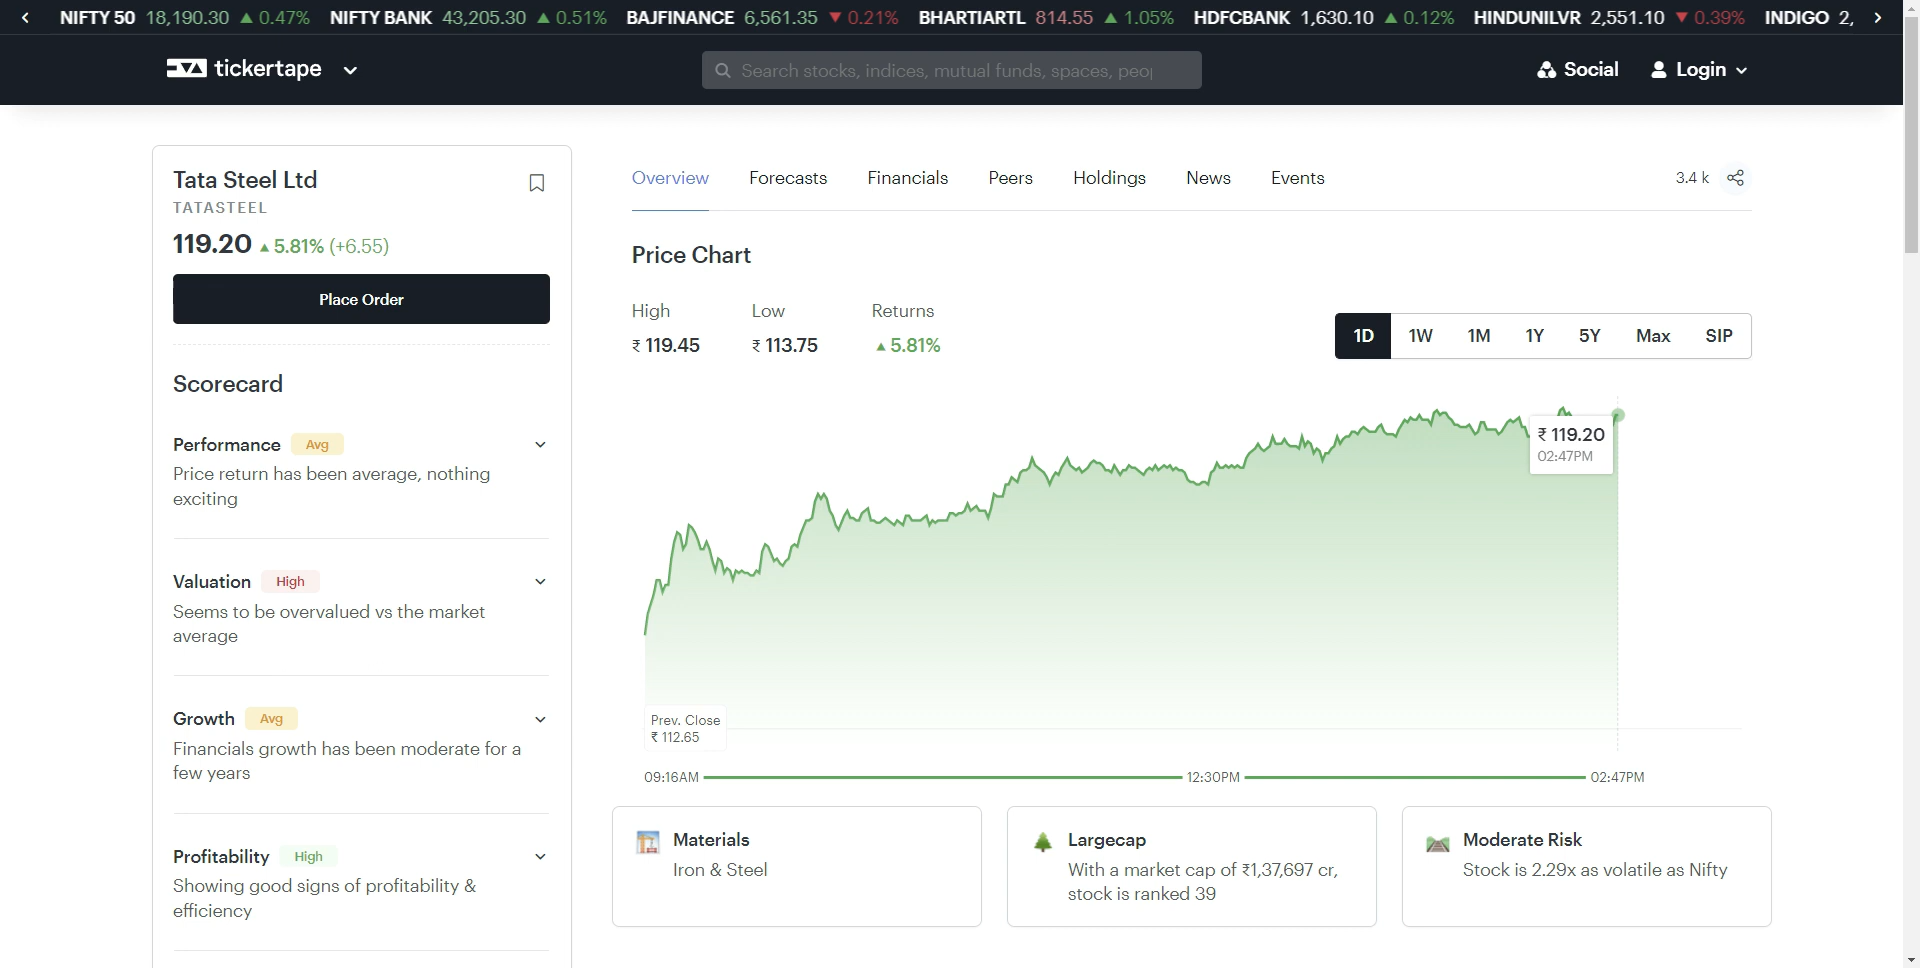 NIFTY 50 18,190.30 ▲ 0.47% NIFTY BANK 43,205.30 ▲ 0.51% BAJFINANCE 6,561.35 ▼ 0.21% BHARTIARTL 814.55 ▲ 1.05% HDFCBANK 1,630.10 ▲ 0.12% HINDUNILVR 2,551.10 ▼ 0.39% INDIGO 2,
tickertape
Search stocks, indices, mutual funds, spaces,
Social
Login
Tata Steel Ltd
TATASTEEL
119.20 ▲ 5.81% (+6.55)
Place Order
Scorecard
Performance Avg
Price return has been average, nothing
exciting
Valuation High
Seems to be overvalued vs the market
average
Growth Avg
Financials growth has been moderate for a
few years
Profitability High
Showing good signs of profitability &
efficiency
Overview Forecasts Financials Peers Holdings News Events
3.4 k
Price Chart
High Low Returns
₹ 119.45 ₹ 113.75 ▲ 5.81%
1D 1W 1M 1Y 5Y Max SIP
₹ 119.20
02:47PM
Prev. Close
₹ 112.65
09:16AM 12:30PM 02:47PM
Materials
Iron & Steel
Largecap
With a market cap of ₹1,37,697 cr,
stock is ranked 39
Moderate Risk
Stock is 2.29x as volatile as Nifty